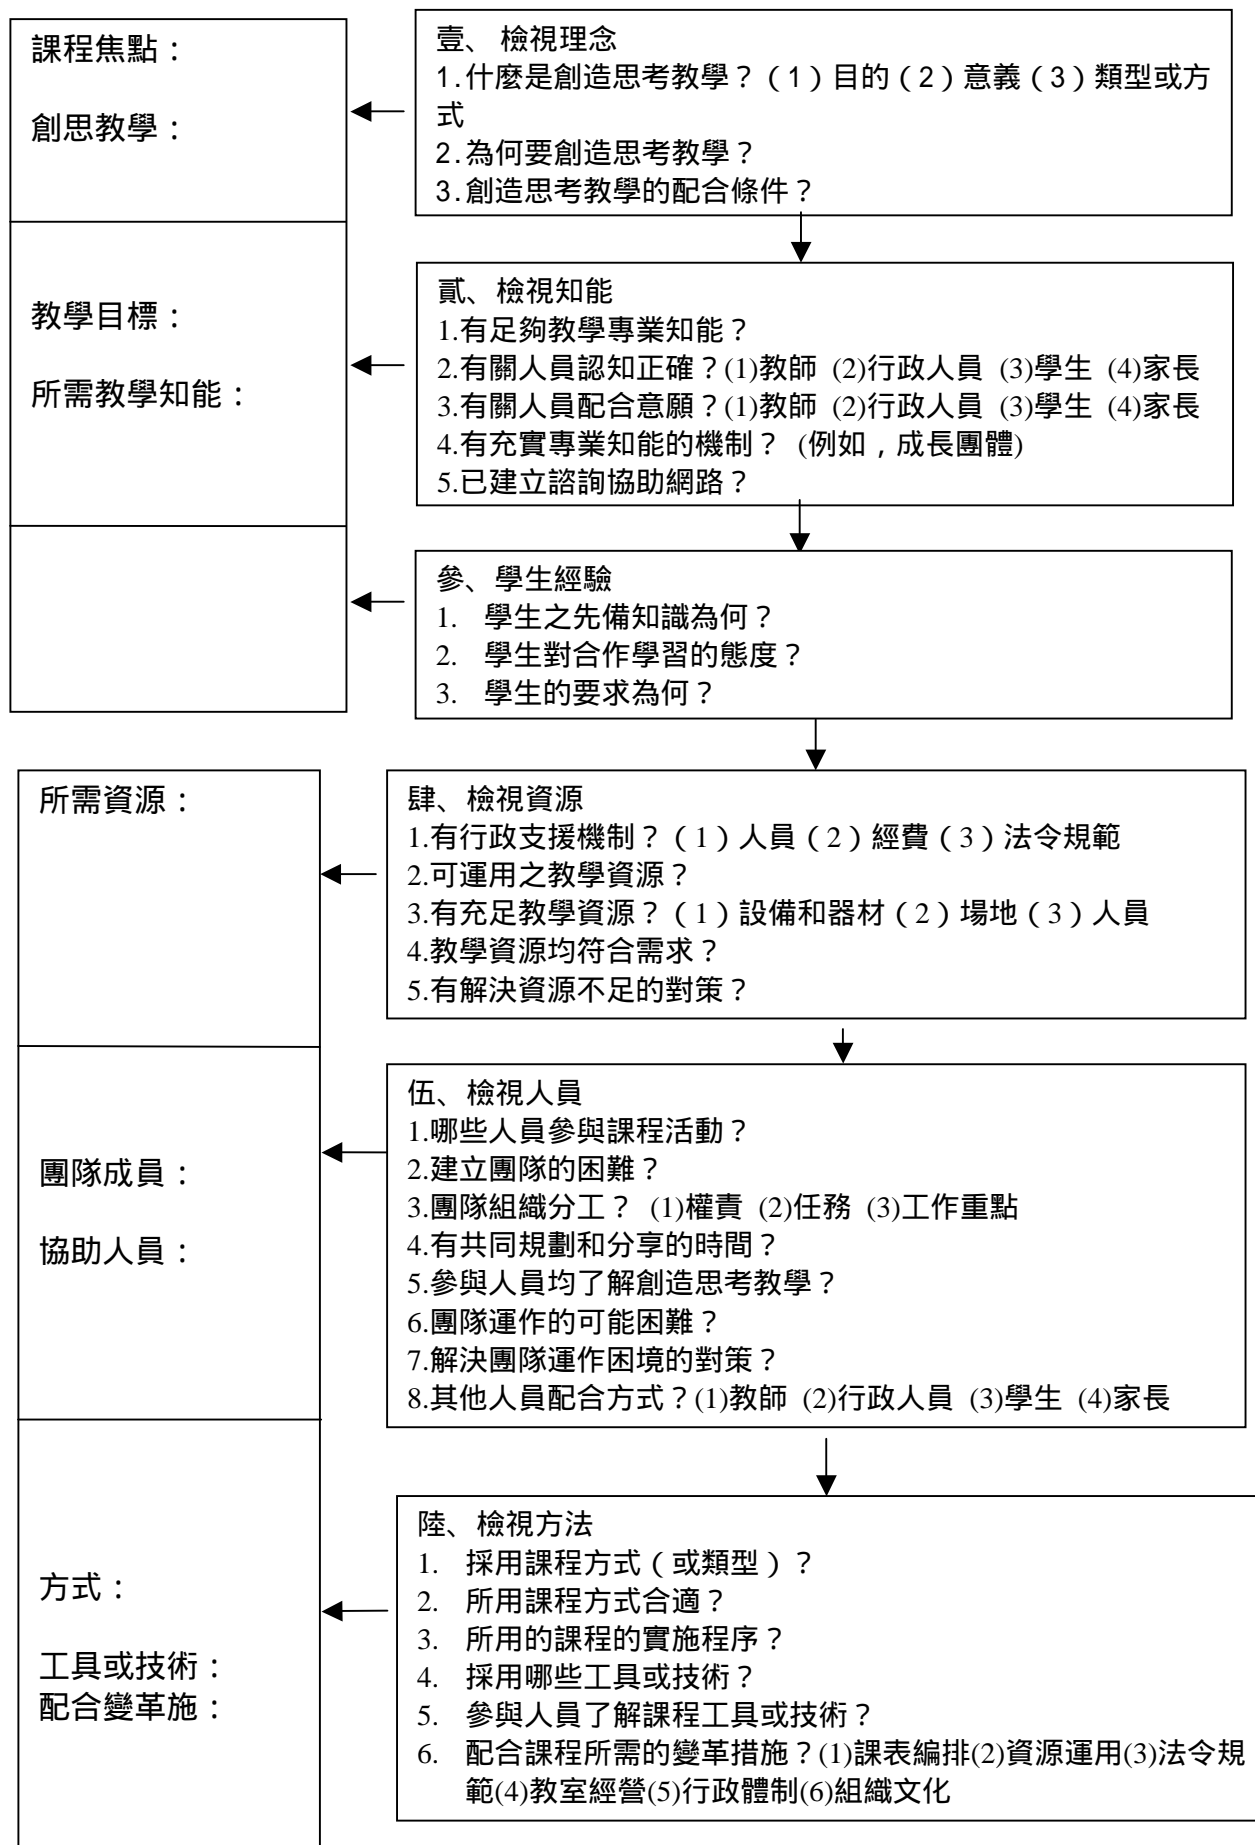 課程焦點：
創思教學：
壹、 檢視理念
1.什麼是創造思考教學？（1）目的（2）意義（3）類型或方
式
2.為何要創造思考教學？
3.創造思考教學的配合條件？
教學目標：
所需教學知能：
貳、檢視知能
1.有足夠教學專業知能？
2.有關人員認知正確？(1)教師 (2)行政人員 (3)學生 (4)家長
3.有關人員配合意願？(1)教師 (2)行政人員 (3)學生 (4)家長
4.有充實專業知能的機制？ (例如，成長團體)
5.已建立諮詢協助網路？
參、學生經驗
1. 學生之先備知識為何？
2. 學生對合作學習的態度？
3. 學生的要求為何？
所需資源：
肆、檢視資源
1.有行政支援機制？（1）人員（2）經費（3）法令規範
2.可運用之教學資源？
3.有充足教學資源？（1）設備和器材（2）場地（3）人員
4.教學資源均符合需求？
5.有解決資源不足的對策？
團隊成員：
協助人員：
伍、檢視人員
1.哪些人員參與課程活動？
2.建立團隊的困難？
3.團隊組織分工？ (1)權責 (2)任務 (3)工作重點
4.有共同規劃和分享的時間？
5.參與人員均了解創造思考教學？
6.團隊運作的可能困難？
7.解決團隊運作困境的對策？
8.其他人員配合方式？(1)教師 (2)行政人員 (3)學生 (4)家長
方式：
工具或技術：
配合變革施：
陸、檢視方法
1. 採用課程方式（或類型）？
2. 所用課程方式合適？
3. 所用的課程的實施程序？
4. 採用哪些工具或技術？
5. 參與人員了解課程工具或技術？
6. 配合課程所需的變革措施？(1)課表編排(2)資源運用(3)法令規
範(4)教室經營(5)行政體制(6)組織文化